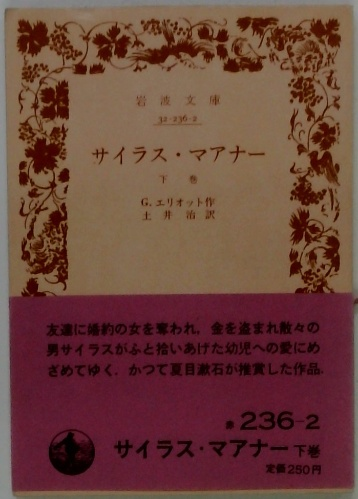 岩波文庫
32-236-2
サイラス・マアナー
下巻
G.エリオット作
土井治訳
友達に婚約の女を奪われ,金を盗まれ散々の
男サイラスがふと拾いあげた幼児への愛にめ
ざめてゆく.かつて夏目漱石が推賞した作品.
赤 236-2
サイラス・マアナー 下巻
定価250円